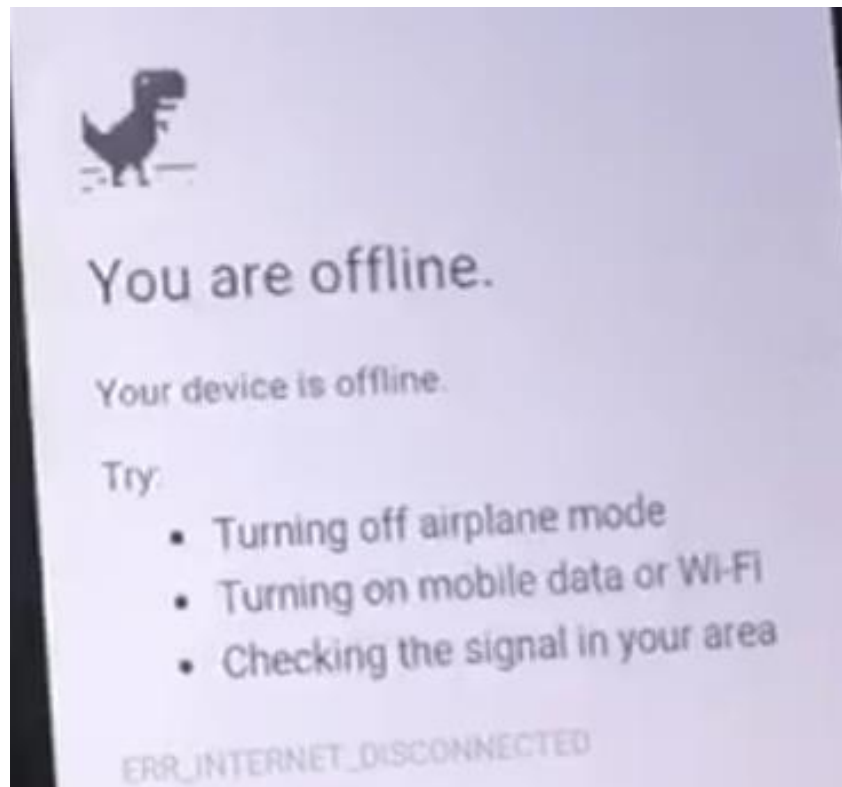 You are offline.
Your device is offline.
Try:
• Turning off airplane mode
• Turning on mobile data or Wi-Fi
• Checking the signal in your area
ERR_INTERNET_DISCONNECTED